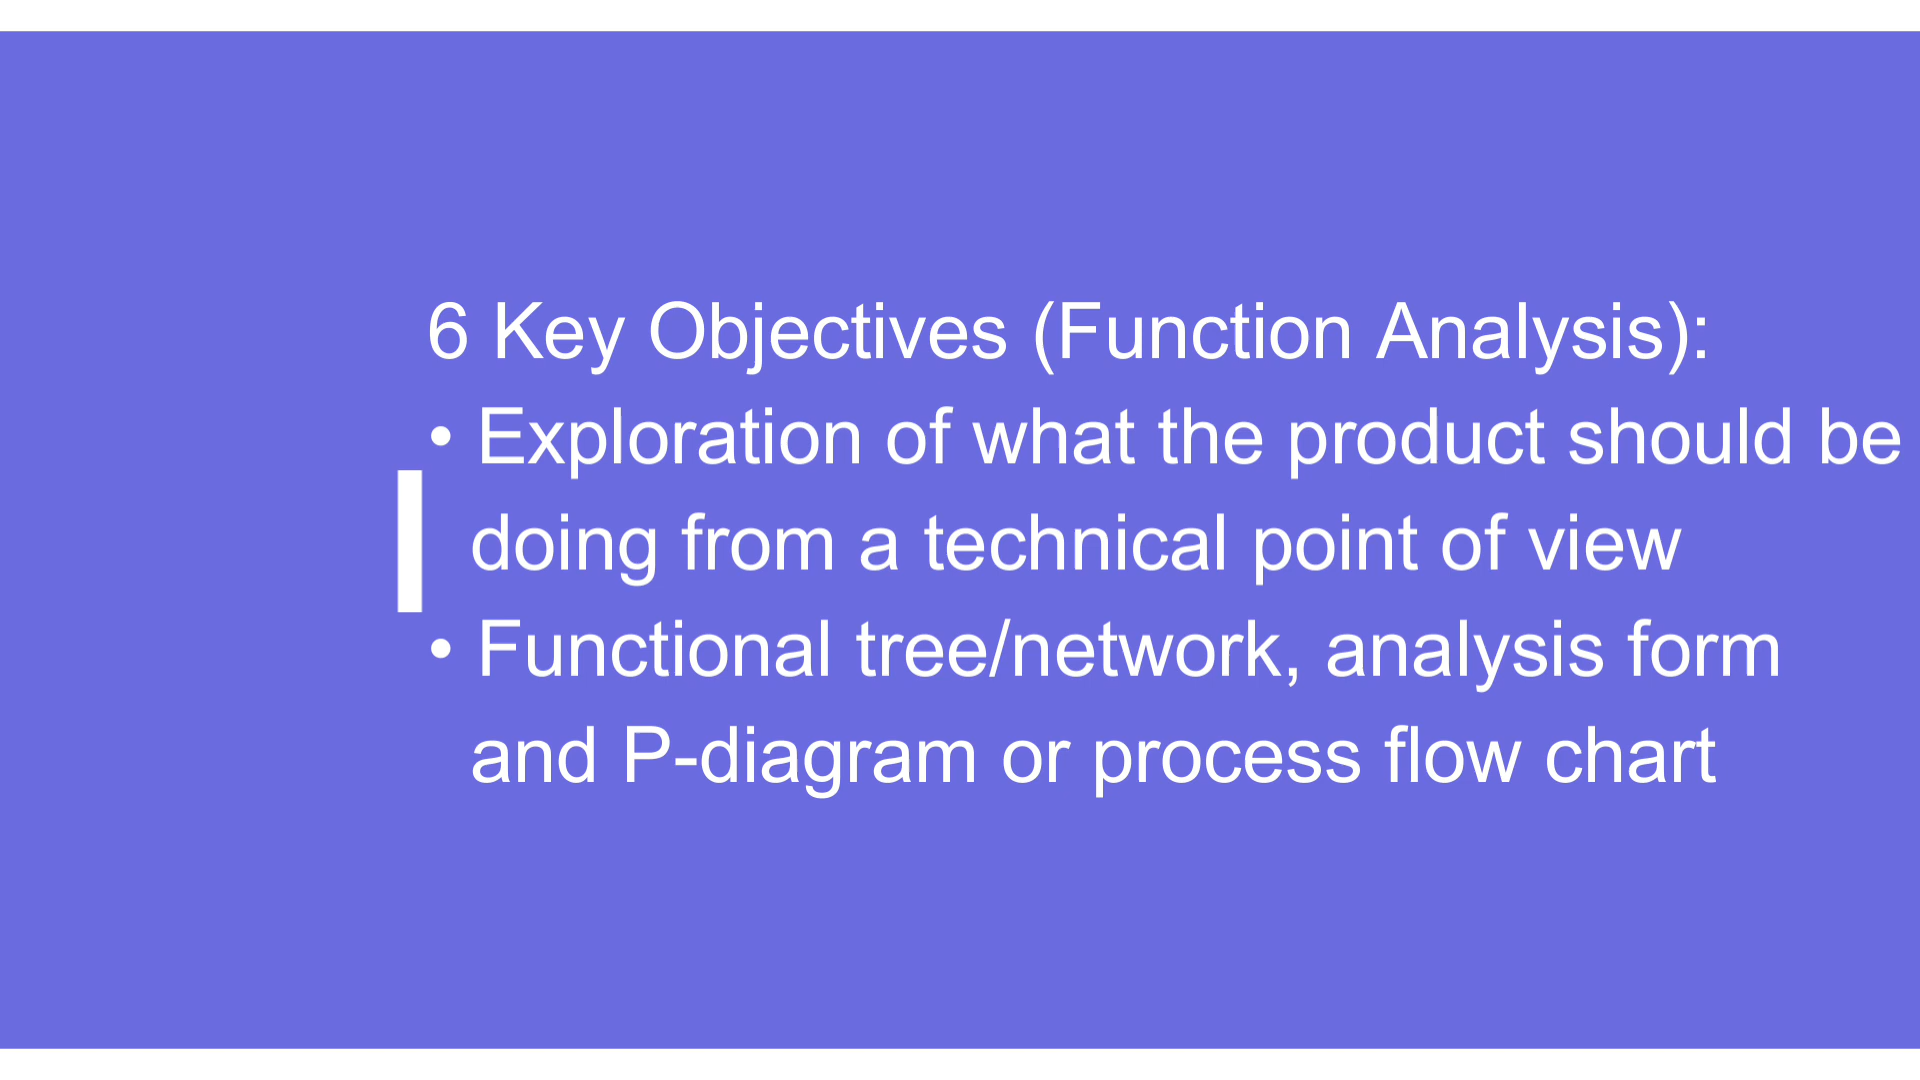 6 Key Objectives (Function Analysis):
• Exploration of what the product should be
doing from a technical point of view
• Functional tree/network, analysis form
and P-diagram or process flow chart